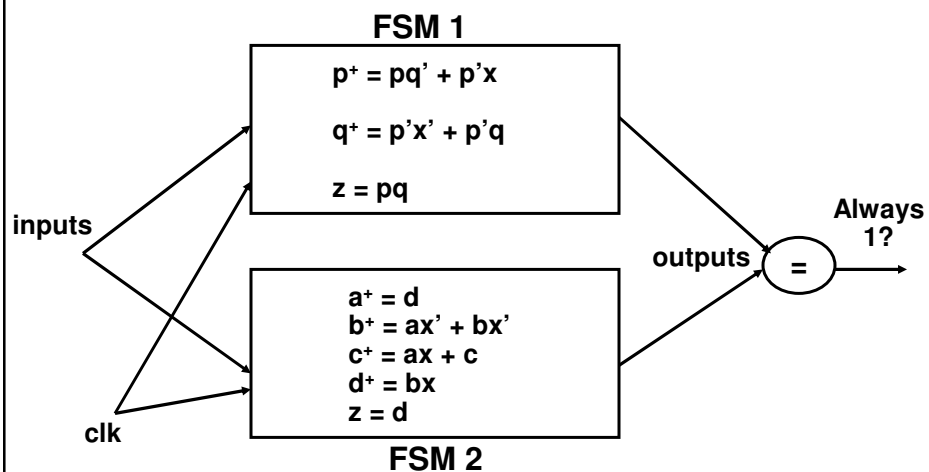 FSM 1
p⁺ = pq’ + p’x
q⁺ = p’x’ + p’q
z = pq
inputs
Always
1?
outputs
=
a⁺ = d
b⁺ = ax’ + bx’
c⁺ = ax + c
d⁺ = bx
z = d
clk
FSM 2